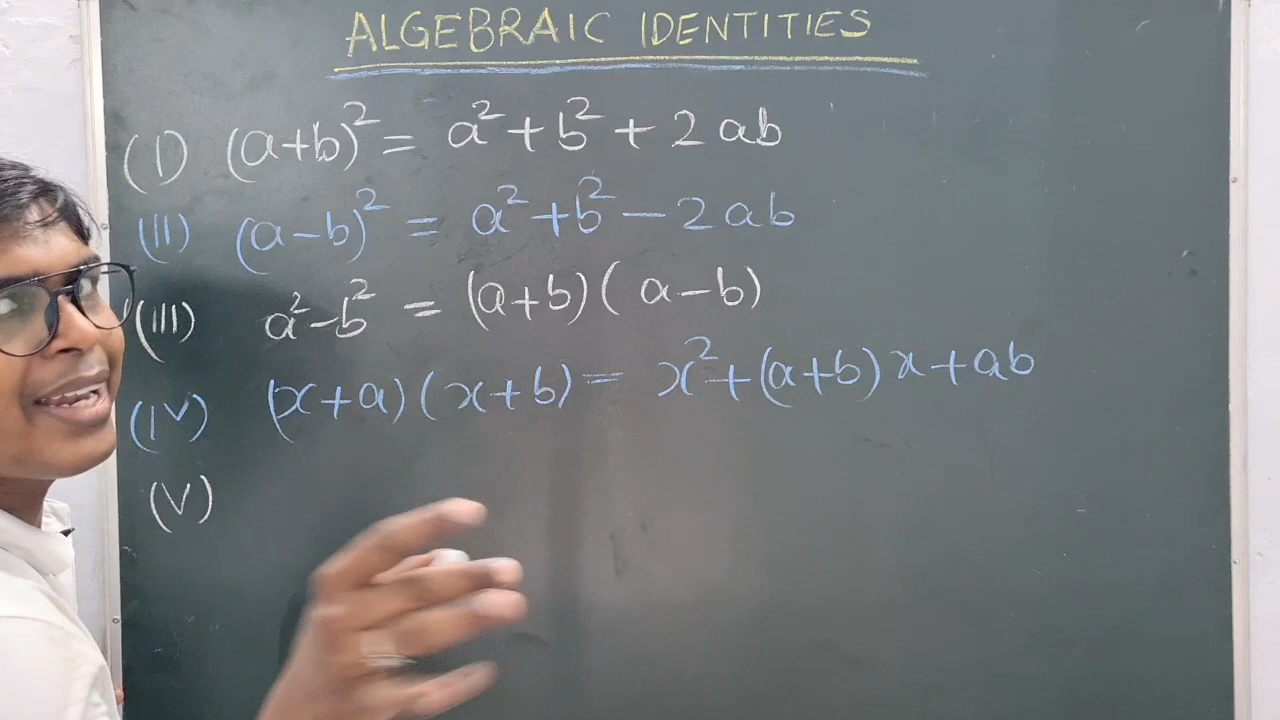 ALGEBRAIC IDENTITIES
(I) (a+b)² = a² + b² + 2ab
(II) (a-b)² = a² + b² - 2ab
(III) a² - b² = (a+b)(a-b)
(IV) (x+a)(x+b) = x² + (a+b)x + ab
(V)